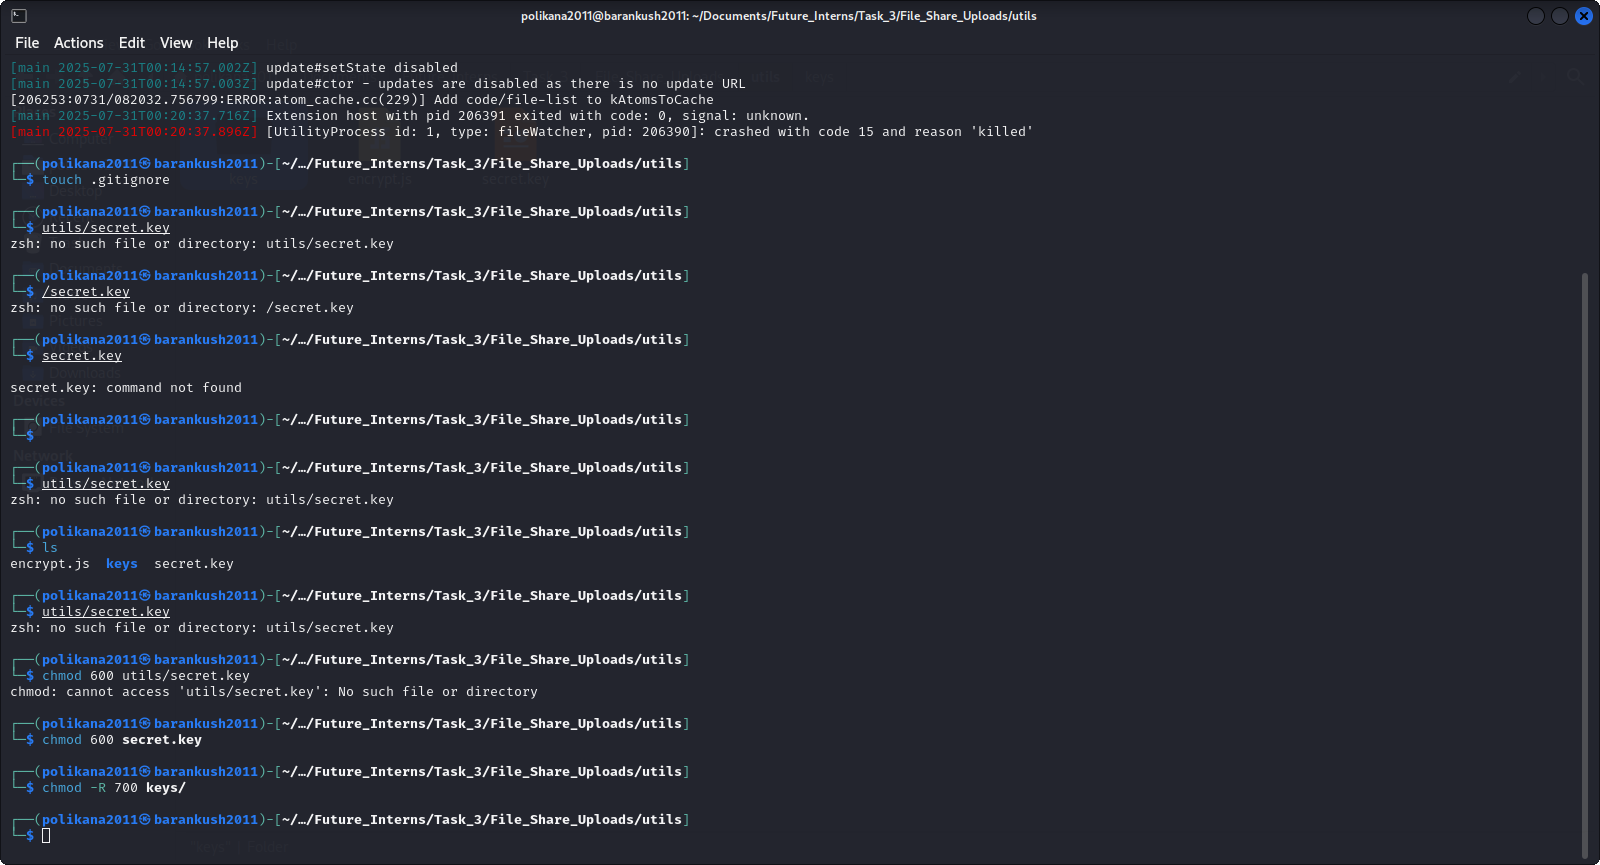 polikana2011@barankush2011: ~/Documents/Future_Interns/Task_3/File_Share_Uploads/utils
File Actions Edit View Help
[main 2025-07-31T00:14:57.002Z] update#setState disabled
[main 2025-07-31T00:14:57.003Z] update#ctor - updates are disabled as there is no update URL
[206253:0731/082032.756799:ERROR:atom_cache.cc(229)] Add code/file-list to kAtomsToCache
[main 2025-07-31T00:20:37.716Z] Extension host with pid 206391 exited with code: 0, signal: unknown.
[main 2025-07-31T00:20:37.896Z] [UtilityProcess id: 1, type: fileWatcher, pid: 206390]: crashed with code 15 and reason 'killed'
┌──(polikana2011㉿barankush2011)-[~/…/Future_Interns/Task_3/File_Share_Uploads/utils]
└─$ touch .gitignore
┌──(polikana2011㉿barankush2011)-[~/…/Future_Interns/Task_3/File_Share_Uploads/utils]
└─$ utils/secret.key
zsh: no such file or directory: utils/secret.key
┌──(polikana2011㉿barankush2011)-[~/…/Future_Interns/Task_3/File_Share_Uploads/utils]
└─$ /secret.key
zsh: no such file or directory: /secret.key
┌──(polikana2011㉿barankush2011)-[~/…/Future_Interns/Task_3/File_Share_Uploads/utils]
└─$ secret.key
secret.key: command not found
┌──(polikana2011㉿barankush2011)-[~/…/Future_Interns/Task_3/File_Share_Uploads/utils]
└─$
┌──(polikana2011㉿barankush2011)-[~/…/Future_Interns/Task_3/File_Share_Uploads/utils]
└─$ utils/secret.key
zsh: no such file or directory: utils/secret.key
┌──(polikana2011㉿barankush2011)-[~/…/Future_Interns/Task_3/File_Share_Uploads/utils]
└─$ ls
encrypt.js keys secret.key
┌──(polikana2011㉿barankush2011)-[~/…/Future_Interns/Task_3/File_Share_Uploads/utils]
└─$ utils/secret.key
zsh: no such file or directory: utils/secret.key
┌──(polikana2011㉿barankush2011)-[~/…/Future_Interns/Task_3/File_Share_Uploads/utils]
└─$ chmod 600 utils/secret.key
chmod: cannot access 'utils/secret.key': No such file or directory
┌──(polikana2011㉿barankush2011)-[~/…/Future_Interns/Task_3/File_Share_Uploads/utils]
└─$ chmod 600 secret.key
┌──(polikana2011㉿barankush2011)-[~/…/Future_Interns/Task_3/File_Share_Uploads/utils]
└─$ chmod -R 700 keys/
┌──(polikana2011㉿barankush2011)-[~/…/Future_Interns/Task_3/File_Share_Uploads/utils]
└─$